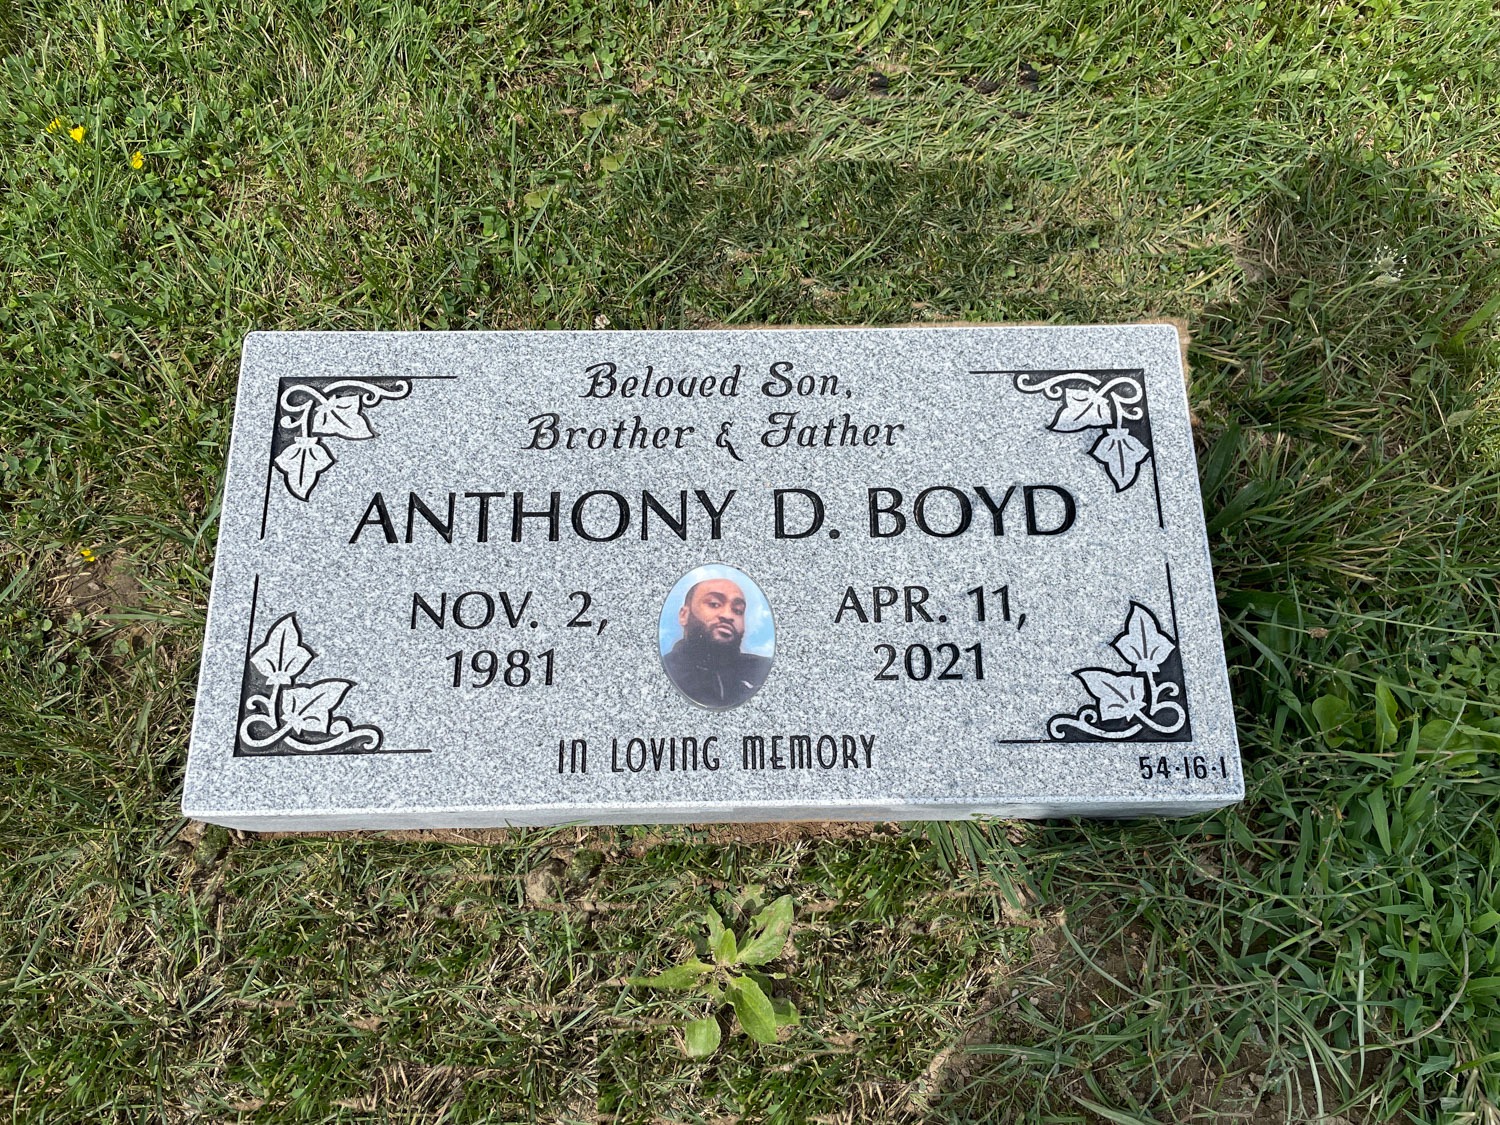 Beloved Son,
Brother & Father
ANTHONY D. BOYD
NOV. 2,
1981
APR. 11,
2021
IN LOVING MEMORY
54·16·1